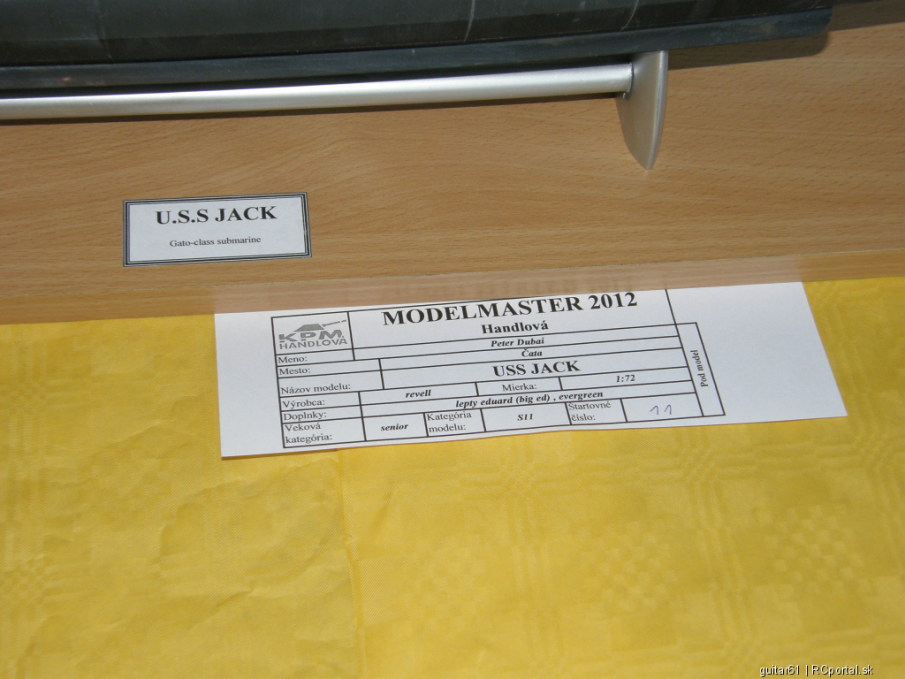 U.S.S JACK
Gato-class submarine
MODELMASTER 2012
Handlová
KPM
HANDLOVÁ
Meno: Peter Dubai
Mesto: Čata
Názov modelu: USS JACK
Výrobca: revell Mierka: 1:72
Doplnky: lepty eduard (big ed) , evergreen
Veková kategória: senior Kategória modelu: S11 Štartovné číslo: 11
Pod model
guitar61 | RCportal.sk